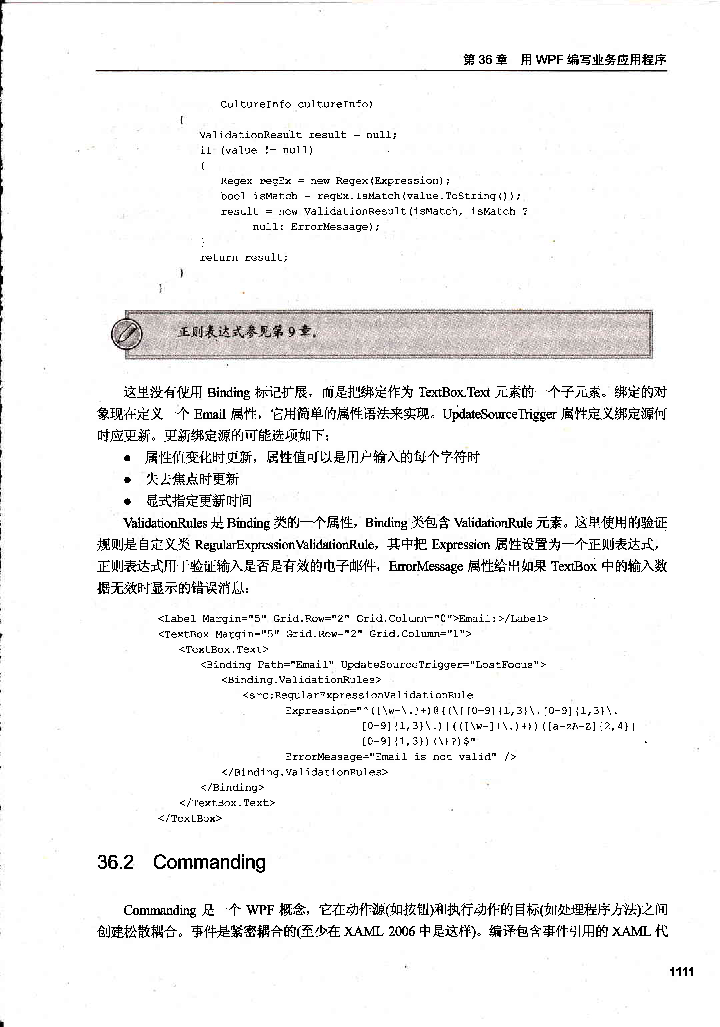 第 36 章 用 WPF 编写业务应用程序
CultureInfo cultureInfo)
{
ValidationResult result = null;
if (value != null)
{
Regex regEx = new Regex(Expression);
bool isMatch = regEx.IsMatch(value.ToString());
result = new ValidationResult(isMatch, isMatch ?
null: ErrorMessage);
}
return result;
}
}
正则表达式参见第 9 章。
这里没有使用 Binding 标记扩展，而是把绑定作为 TextBox.Text 元素的一个子元素。绑定的对
象现在定义一个 Email 属性，它用简单的属性语法来实现。UpdateSourceTrigger 属性定义绑定源何
时应更新。更新绑定源的可能选项如下：
● 属性值变化时更新，属性值可以是用户输入的每个字符时
● 失去焦点时更新
● 显式指定更新时间
ValidationRules 是 Binding 类的一个属性，Binding 类包含 ValidationRule 元素。这里使用的验证
规则是自定义类 RegularExpressionValidationRule，其中把 Expression 属性设置为一个正则表达式，
正则表达式用于验证输入是否是有效的电子邮件，ErrorMessage 属性给出如果 TextBox 中的输入数
据无效时显示的错误消息：
<Label Margin="5" Grid.Row="2" Grid.Column="0">Email:>/Label>
<TextBox Margin="5" Grid.Row="2" Grid.Column="1">
<TextBox.Text>
<Binding Path="Email" UpdateSourceTrigger="LostFocus">
<Binding.ValidationRules>
<src:RegularExpressionValidationRule
Expression="^([\w-\.]+)@((\[[0-9]{1,3}\.[0-9]{1,3}\.
[0-9]{1,3}\.)|(([\w-]+\.)+))([a-zA-Z]{2,4}|
[0-9]{1,3})(\]?)$"
ErrorMessage="Email is not valid" />
</Binding.ValidationRules>
</Binding>
</TextBox.Text>
</TextBox>
36.2 Commanding
Commanding 是一个 WPF 概念，它在动作源(如按钮)和执行动作的目标(如处理程序方法)之间
创建松散耦合。事件是紧密耦合的(至少在 XAML 2006 中是这样)。编译包含事件引用的 XAML 代
1111